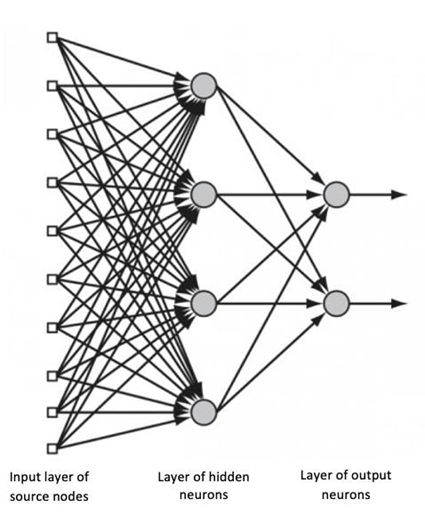 Input layer of
source nodes
Layer of hidden
neurons
Layer of output
neurons